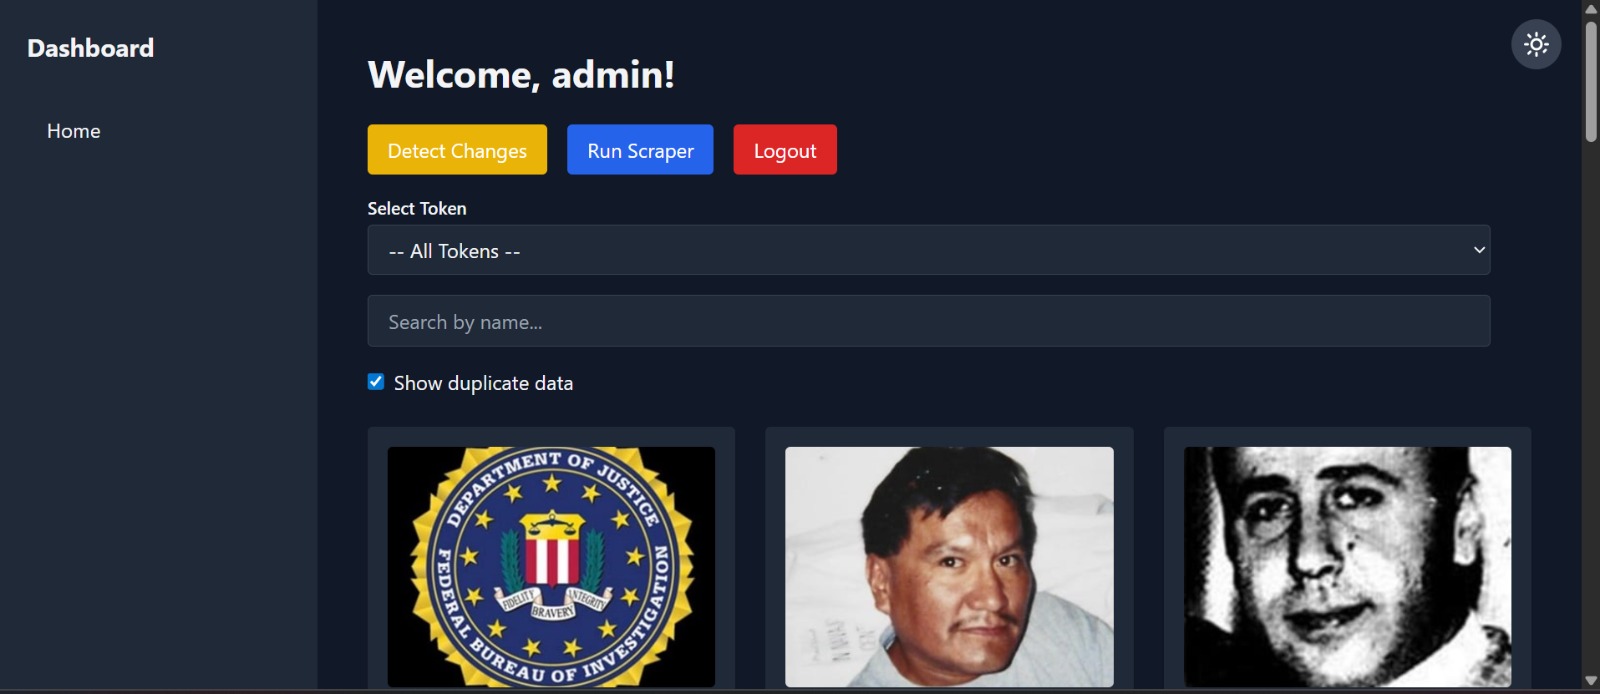 Dashboard
Home
Welcome, admin!
Detect Changes
Run Scraper
Logout
Select Token
-- All Tokens --
Search by name...
Show duplicate data
DEPARTMENT OF JUSTICE
FIDELITY
BRAVERY
INTEGRITY
FEDERAL BUREAU OF INVESTIGATION